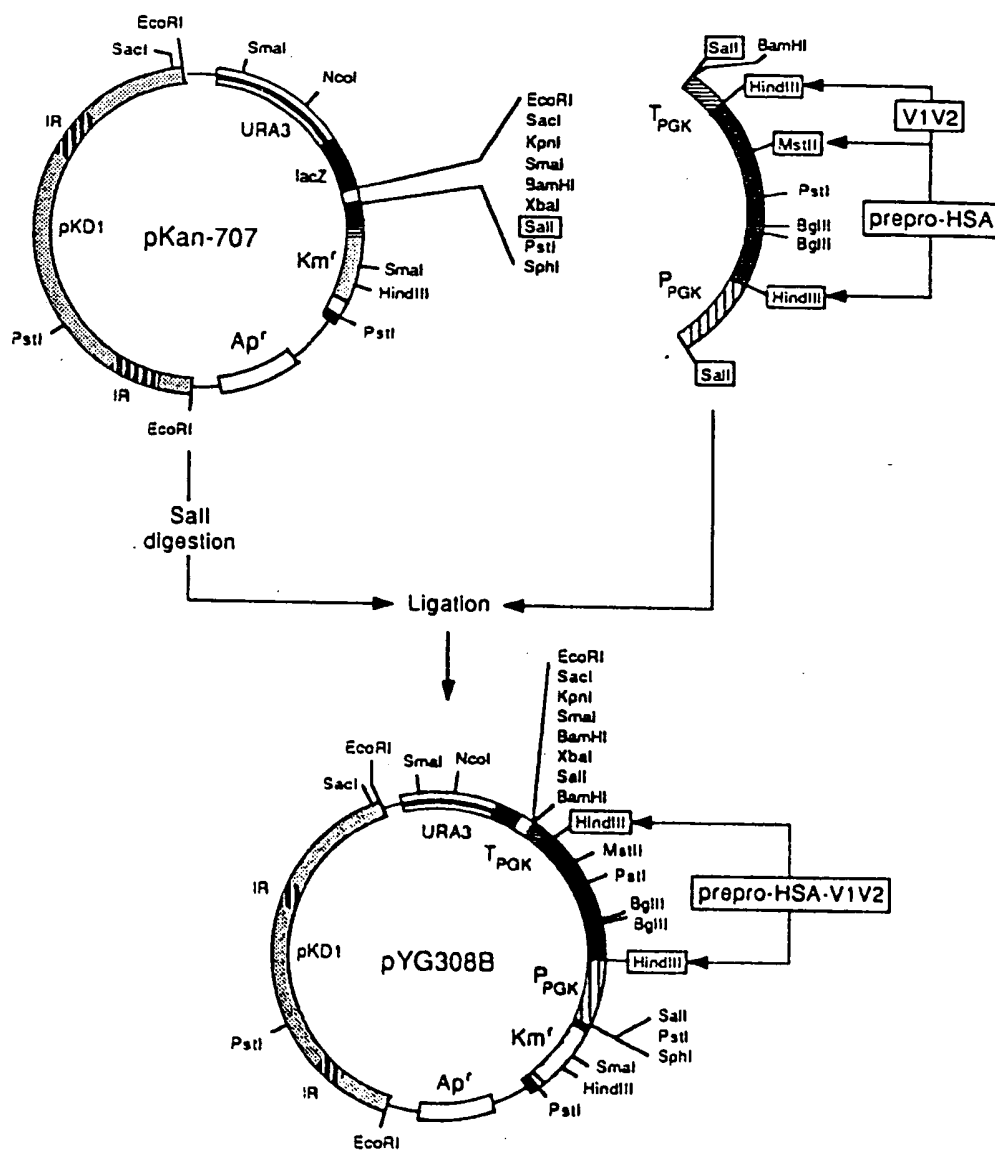 EcoRI
SacI
SmaI
NcoI
IR
URA3
lacZ
pKD1
pKan-707
Km^r
SmaI
HindIII
PstI
PstI
Ap^r
IR
EcoRI
EcoRI
SacI
KpnI
SmaI
BamHI
XbaI
SalI
PstI
SphI
SalI
BamHI
HindIII
T_PGK
V1V2
MstII
PstI
prepro-HSA
BglII
BglII
P_PGK
HindIII
SalI
SalI
digestion
Ligation
EcoRI
SacI
KpnI
SmaI
BamHI
XbaI
SalI
BamHI
EcoRI
SacI
SmaI
NcoI
URA3
T_PGK
HindIII
MstII
PstI
BglII
BglII
prepro-HSA-V1V2
IR
pKD1
pYG308B
HindIII
P_PGK
SalI
PstI
SphI
Km^r
SmaI
HindIII
PstI
PstI
IR
Ap^r
EcoRI